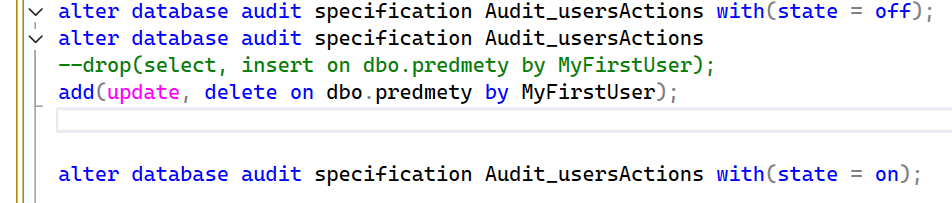 alter database audit specification Audit_usersActions with(state = off);
alter database audit specification Audit_usersActions
--drop(select, insert on dbo.predmety by MyFirstUser);
add(update, delete on dbo.predmety by MyFirstUser);
alter database audit specification Audit_usersActions with(state = on);